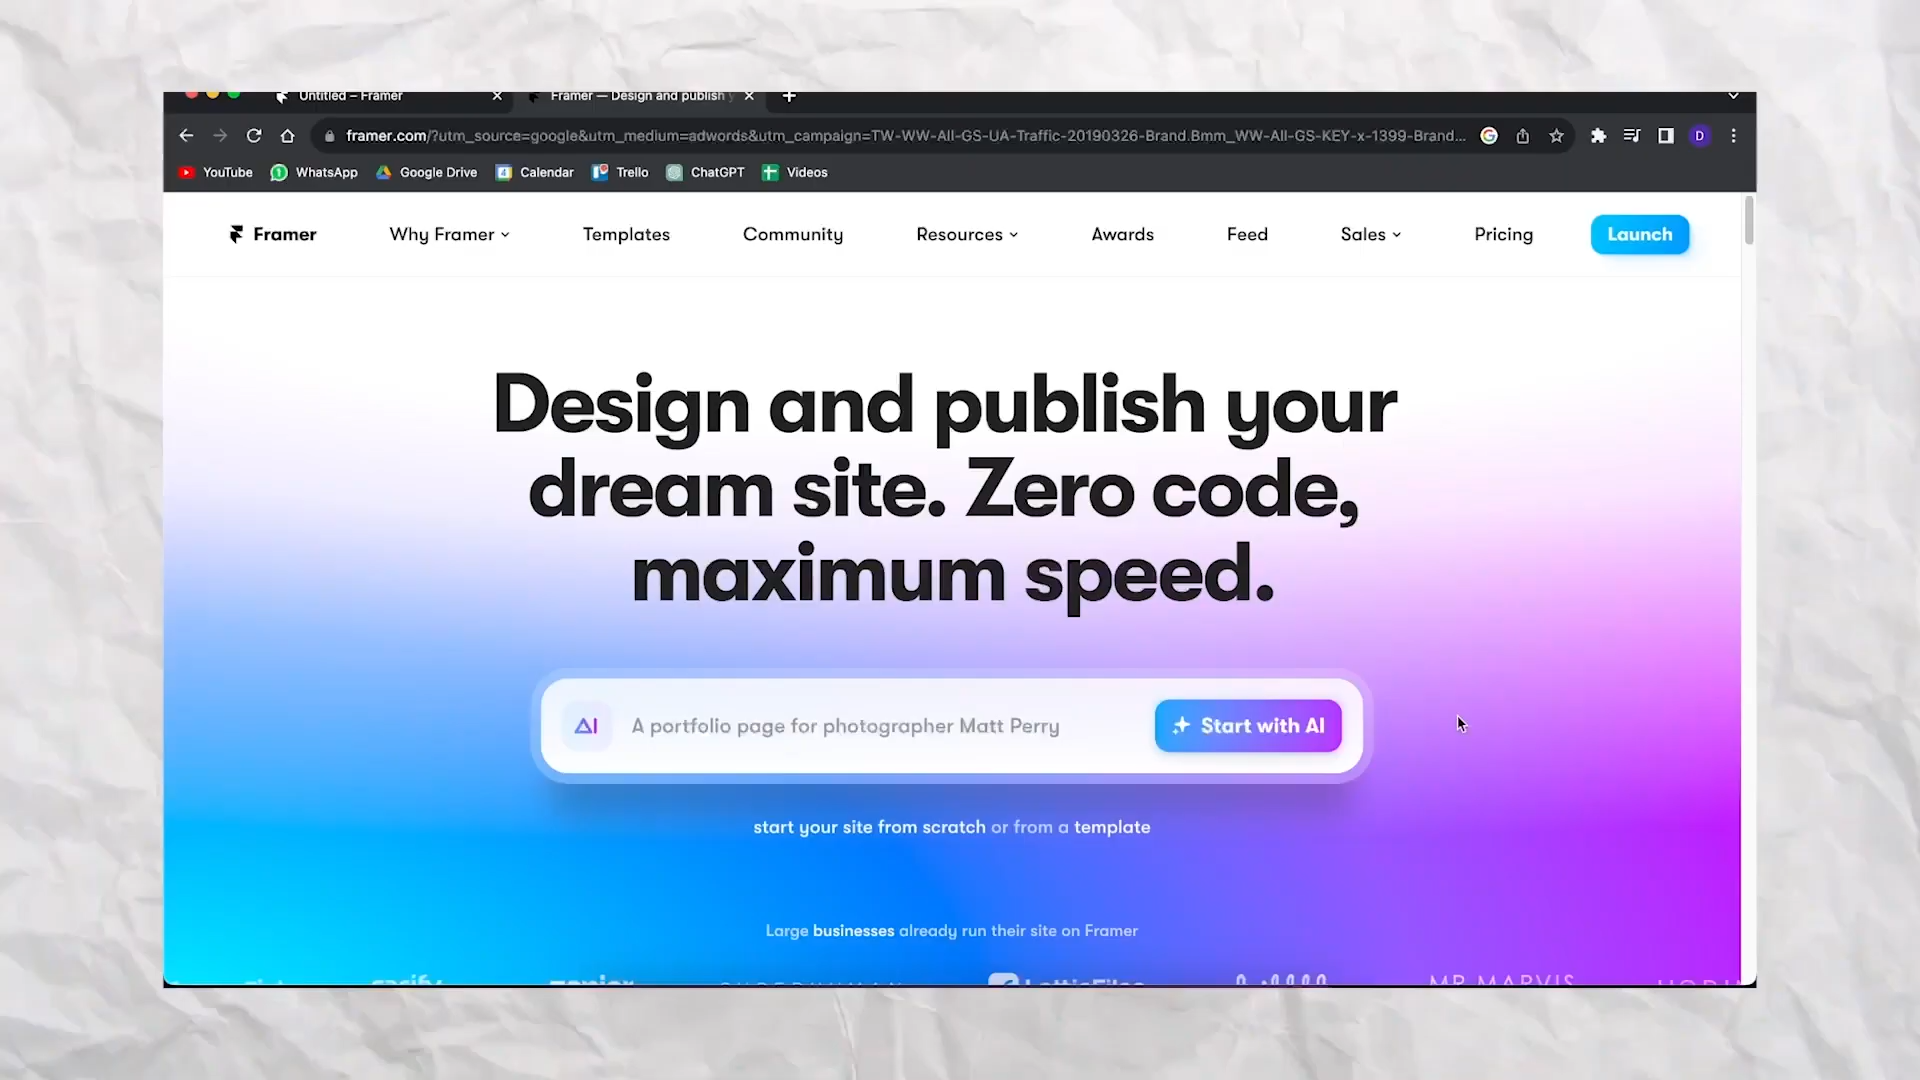 Untitled – Framer
Framer — Design and publish
framer.com/?utm_source=google&utm_medium=adwords&utm_campaign=TW-WW-All-GS-UA-Traffic-20190326-Brand.Bmm_WW-All-GS-KEY-x-1399-Brand...
D
YouTube WhatsApp Google Drive Calendar Trello ChatGPT Videos
Framer Why Framer Templates Community Resources Awards Feed Sales Pricing Launch
Design and publish your
dream site. Zero code,
maximum speed.
AI A portfolio page for photographer Matt Perry Start with AI
start your site from scratch or from a template
Large businesses already run their site on Framer
LottieFiles MR MARVIS